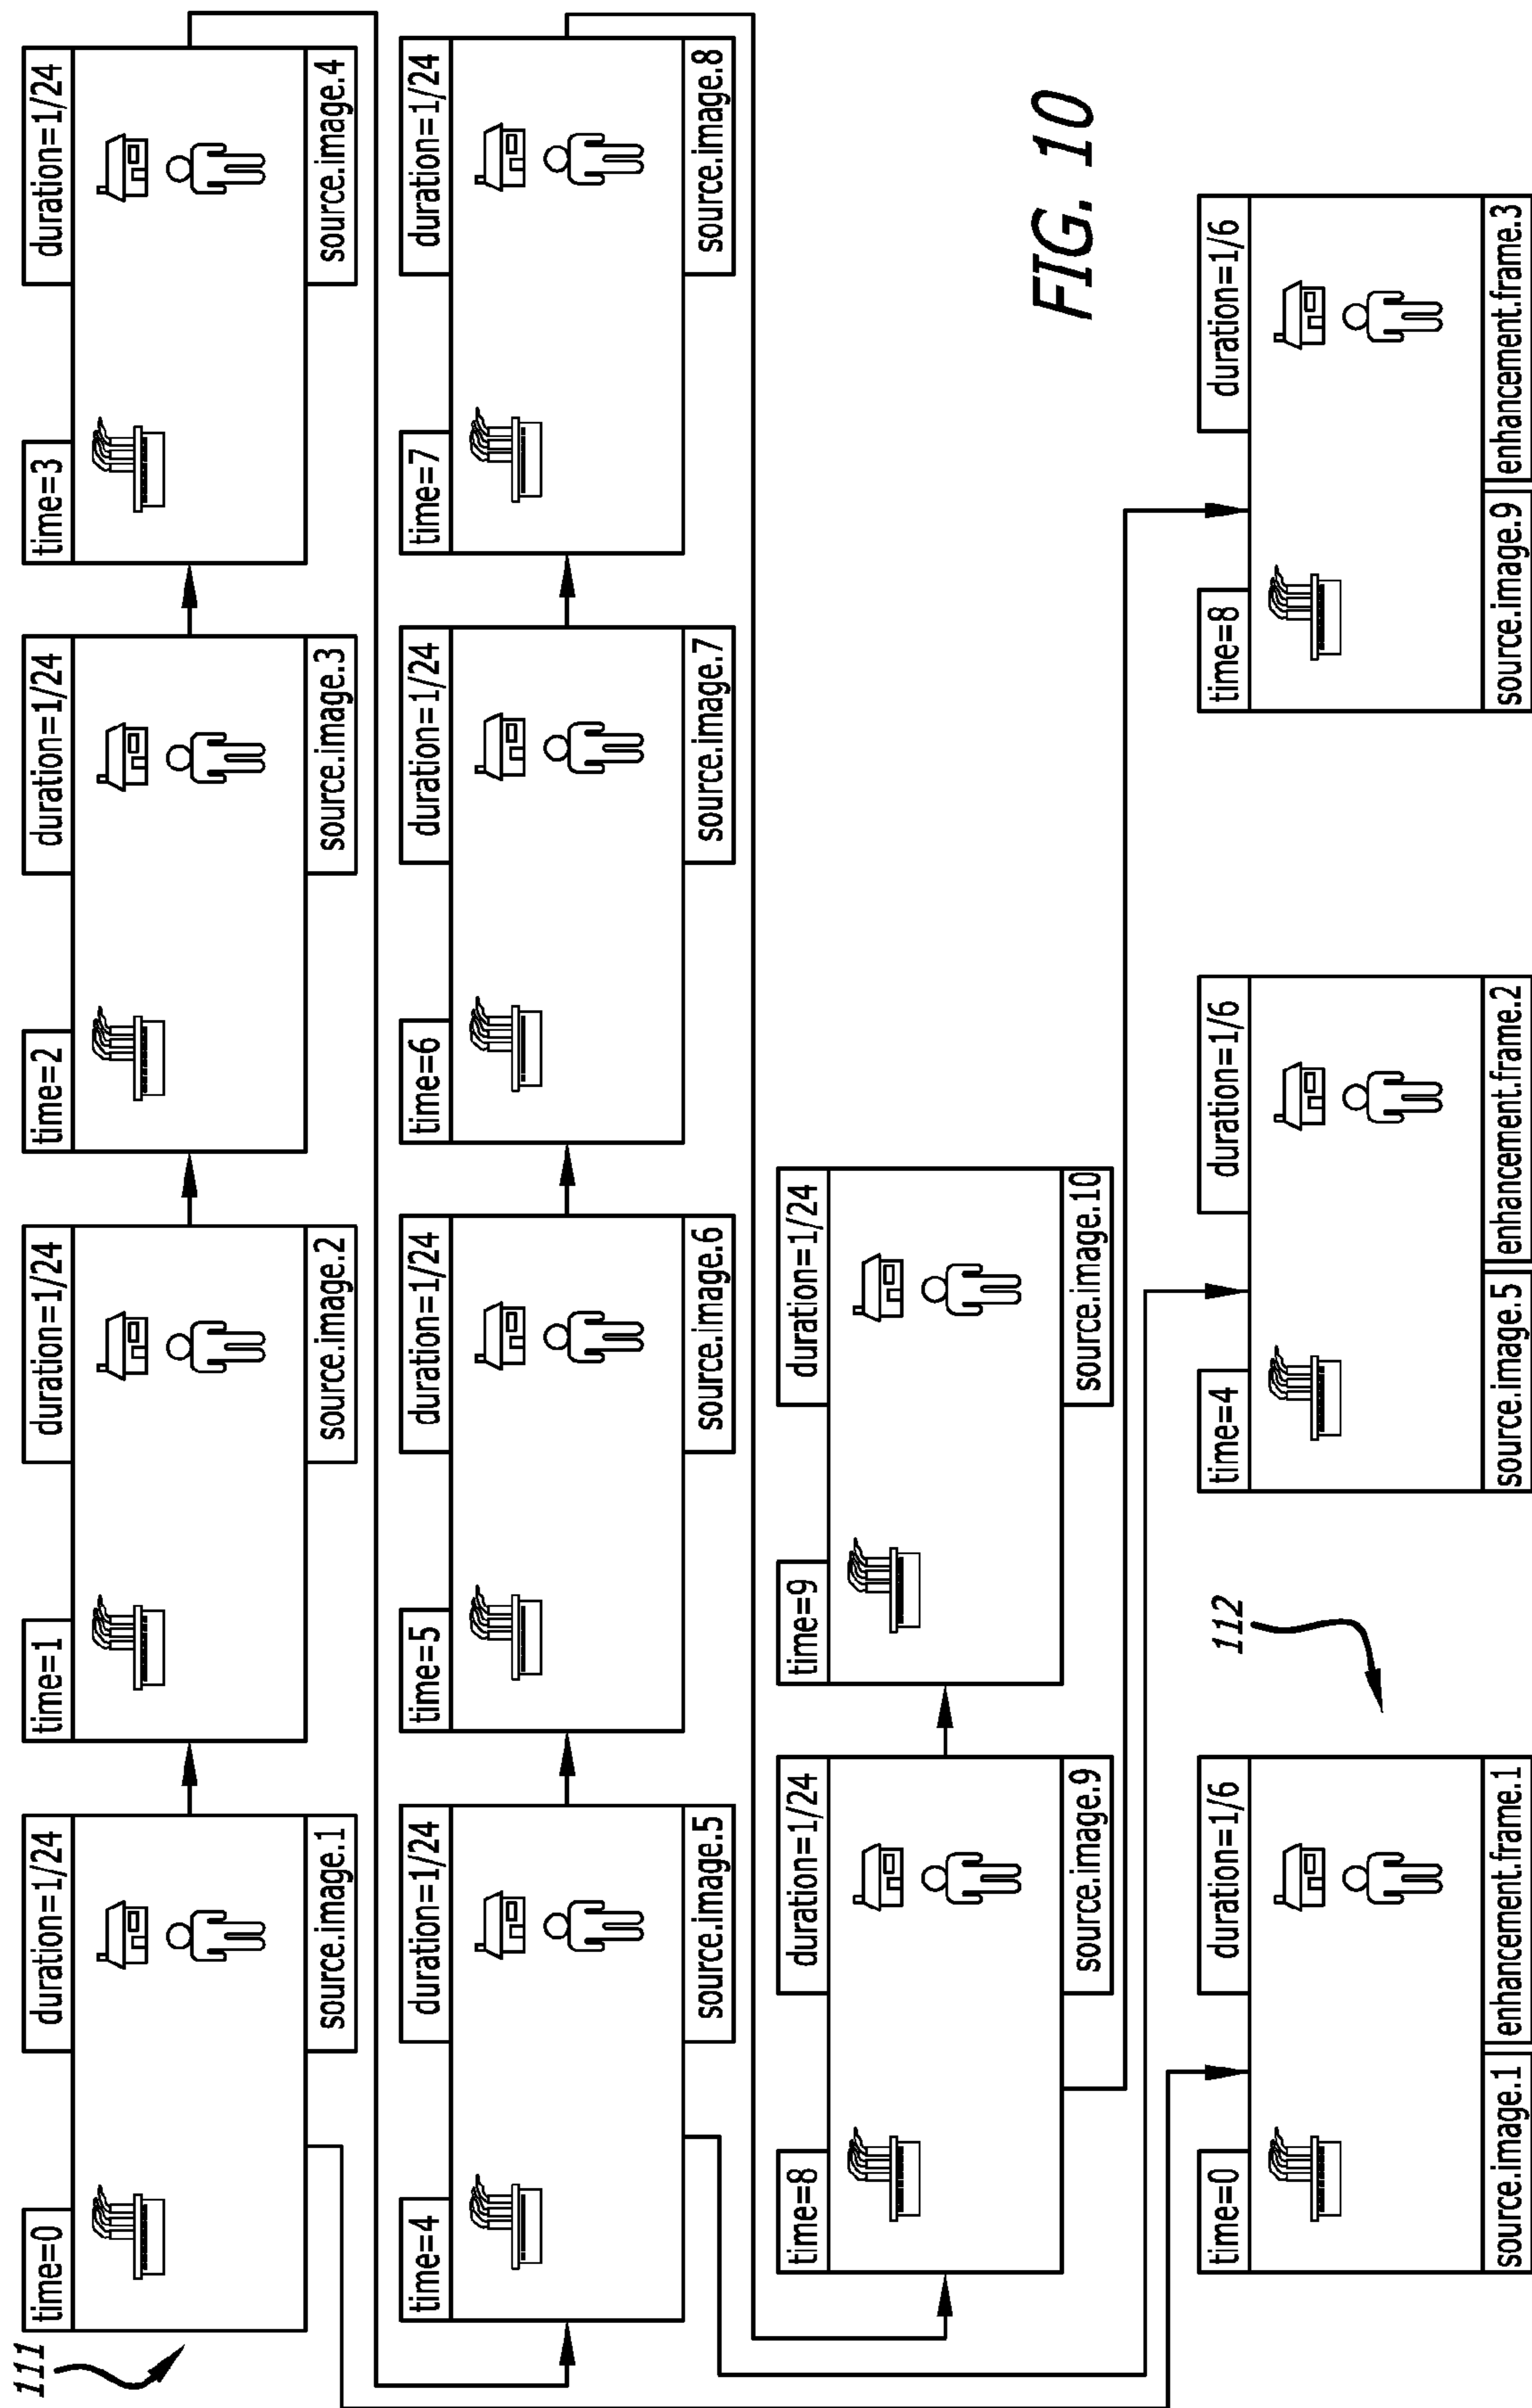 111
time=0
duration=1/24
source.image.1
time=1
duration=1/24
source.image.2
time=2
duration=1/24
source.image.3
time=3
duration=1/24
source.image.4
time=4
duration=1/24
source.image.5
time=5
duration=1/24
source.image.6
time=6
duration=1/24
source.image.7
time=7
duration=1/24
source.image.8
time=8
duration=1/24
source.image.9
time=9
duration=1/24
source.image.10
FIG. 10
112
time=0
duration=1/6
source.image.1
enhancement.frame.1
time=4
duration=1/6
source.image.5
enhancement.frame.2
time=8
duration=1/6
source.image.9
enhancement.frame.3